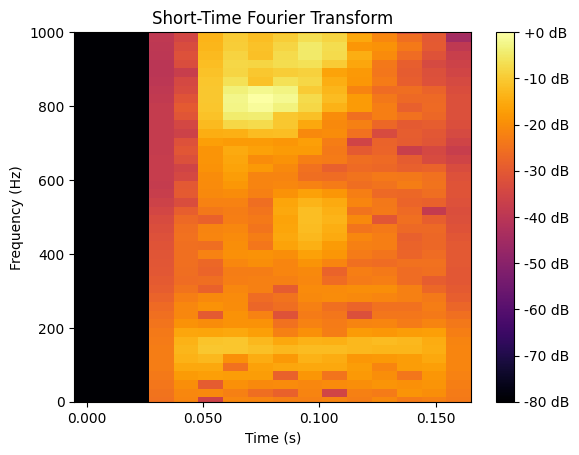 Short-Time Fourier Transform
Frequency (Hz)
1000
800
600
400
200
0
0.000
0.050
0.100
0.150
Time (s)
+0 dB
-10 dB
-20 dB
-30 dB
-40 dB
-50 dB
-60 dB
-70 dB
-80 dB